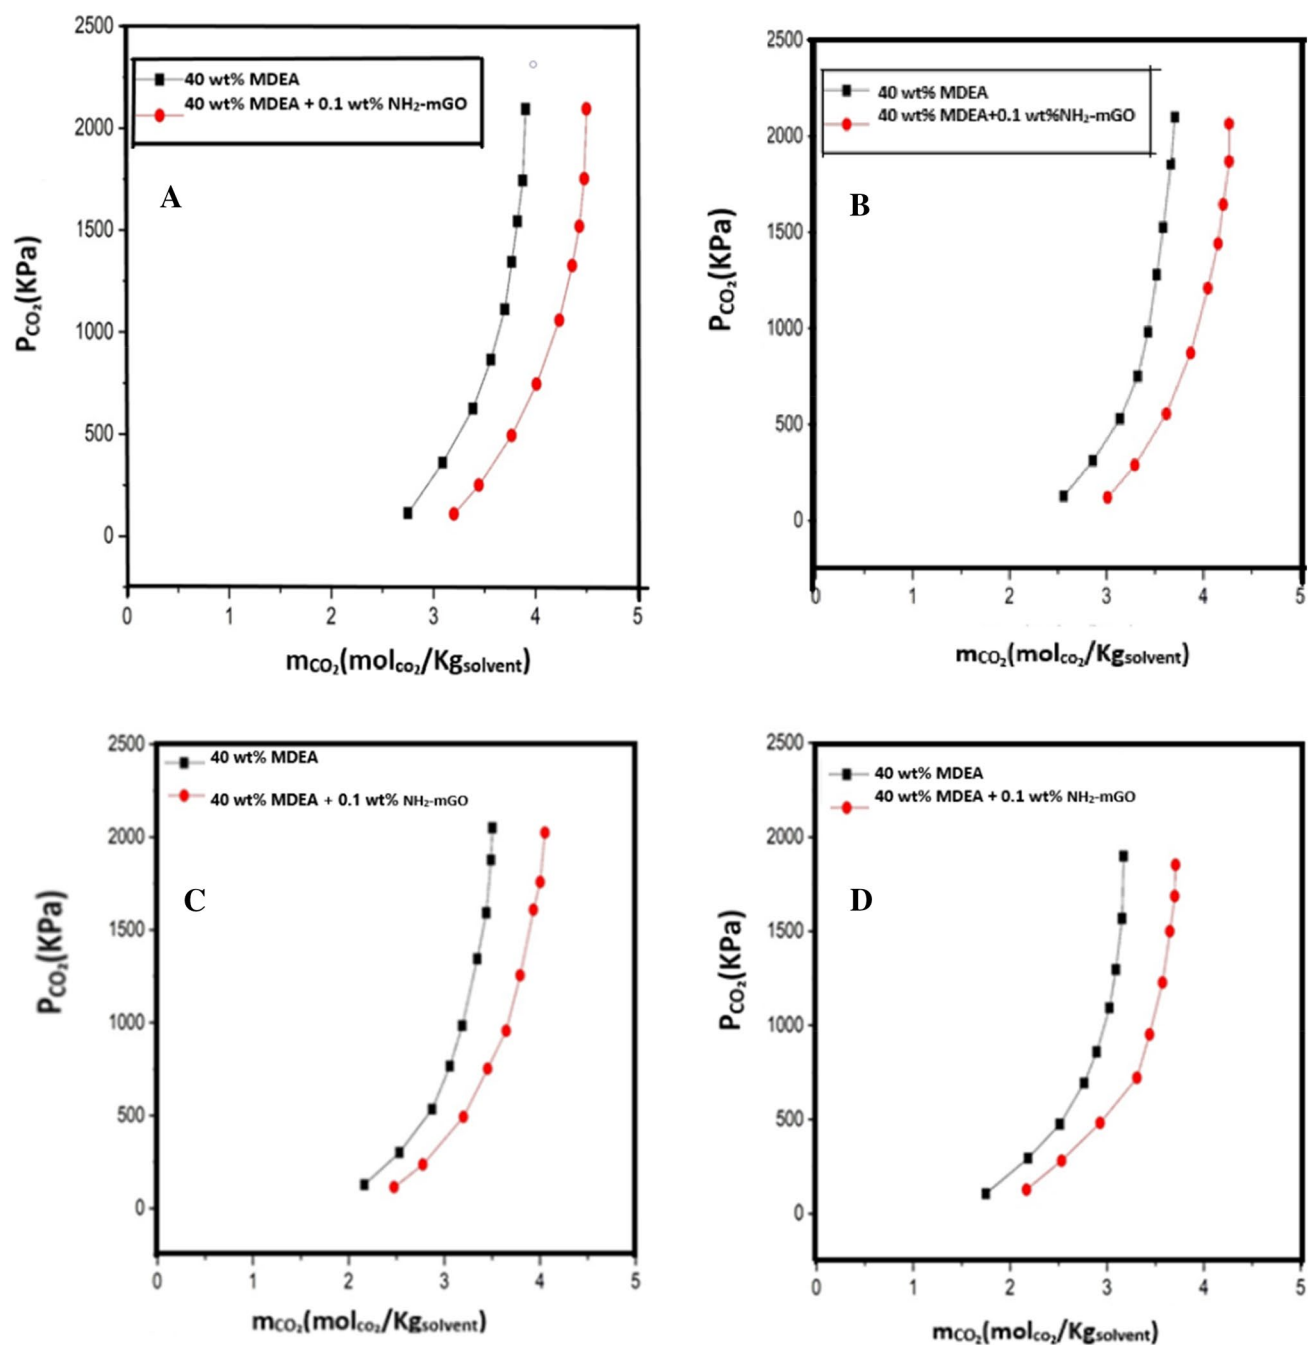 2500
2000
1500
1000
500
0
0 1 2 3 4 5
40 wt% MDEA
40 wt% MDEA + 0.1 wt% NH₂-mGO
A
P_CO₂(KPa)
m_CO₂(mol_co₂/Kg_solvent)
2500
2000
1500
1000
500
0
0 1 2 3 4 5
40 wt% MDEA
40 wt% MDEA+0.1 wt%NH₂-mGO
B
P_CO₂(KPa)
m_CO₂(mol_co₂/Kg_solvent)
2500
2000
1500
1000
500
0
0 1 2 3 4 5
40 wt% MDEA
40 wt% MDEA + 0.1 wt% NH₂-mGO
C
P_CO₂(KPa)
m_CO₂(mol_co₂/Kg_solvent)
2500
2000
1500
1000
500
0
0 1 2 3 4 5
40 wt% MDEA
40 wt% MDEA + 0.1 wt% NH₂-mGO
D
P_CO₂(KPa)
m_CO₂(mol_co₂/Kg_solvent)